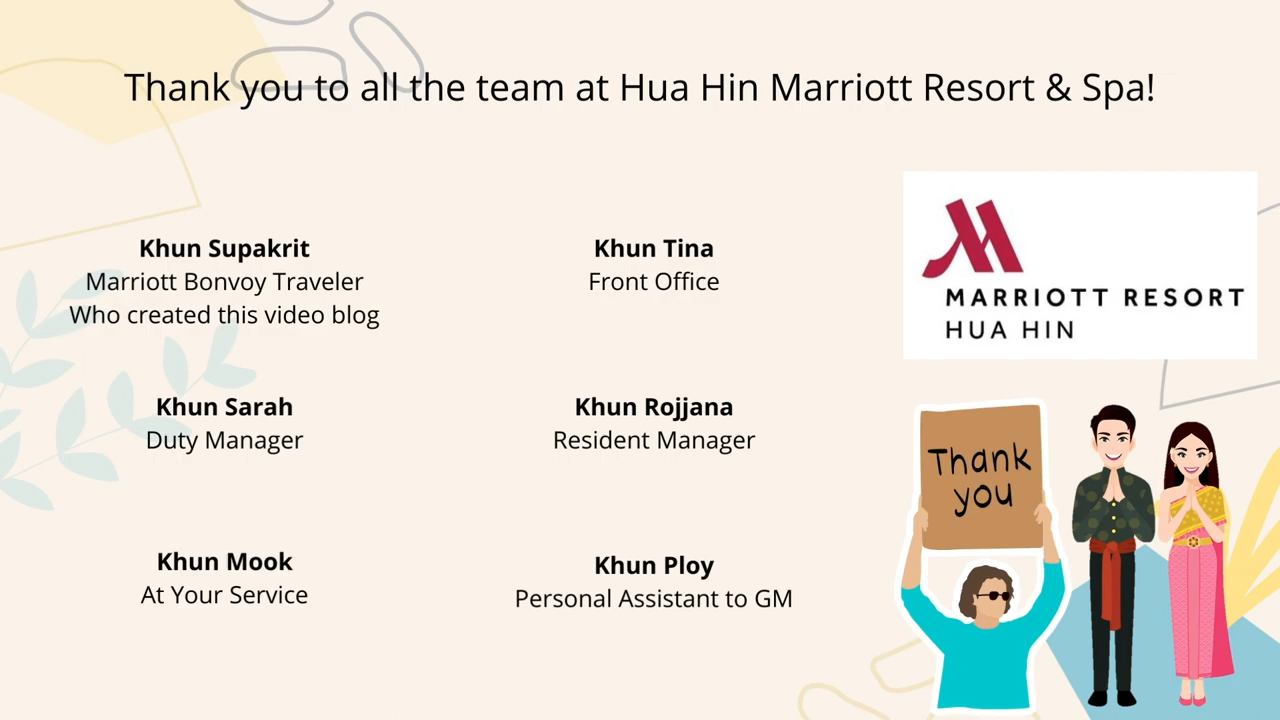 Thank you to all the team at Hua Hin Marriott Resort & Spa!
Khun Supakrit
Marriott Bonvoy Traveler
Who created this video blog
Khun Tina
Front Office
Khun Sarah
Duty Manager
Khun Rojjana
Resident Manager
Khun Mook
At Your Service
Khun Ploy
Personal Assistant to GM
MARRIOTT RESORT
HUA HIN
Thank
you